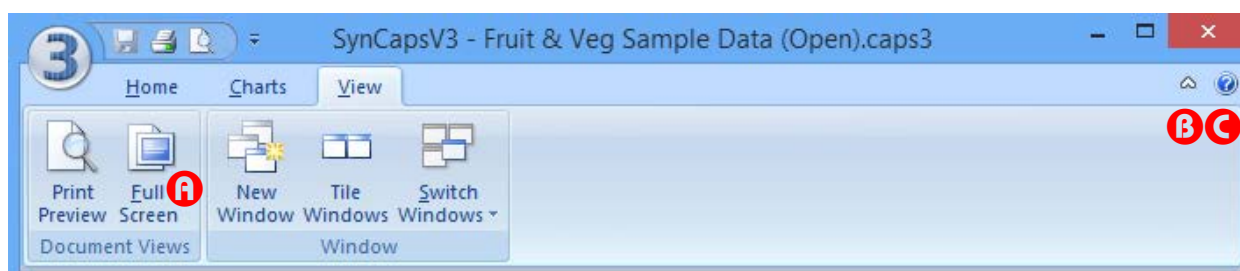 3
SynCapsV3 - Fruit & Veg Sample Data (Open).caps3
Home Charts View
B C
Print Full A New Tile Switch
Preview Screen Window Windows Windows
Document Views Window